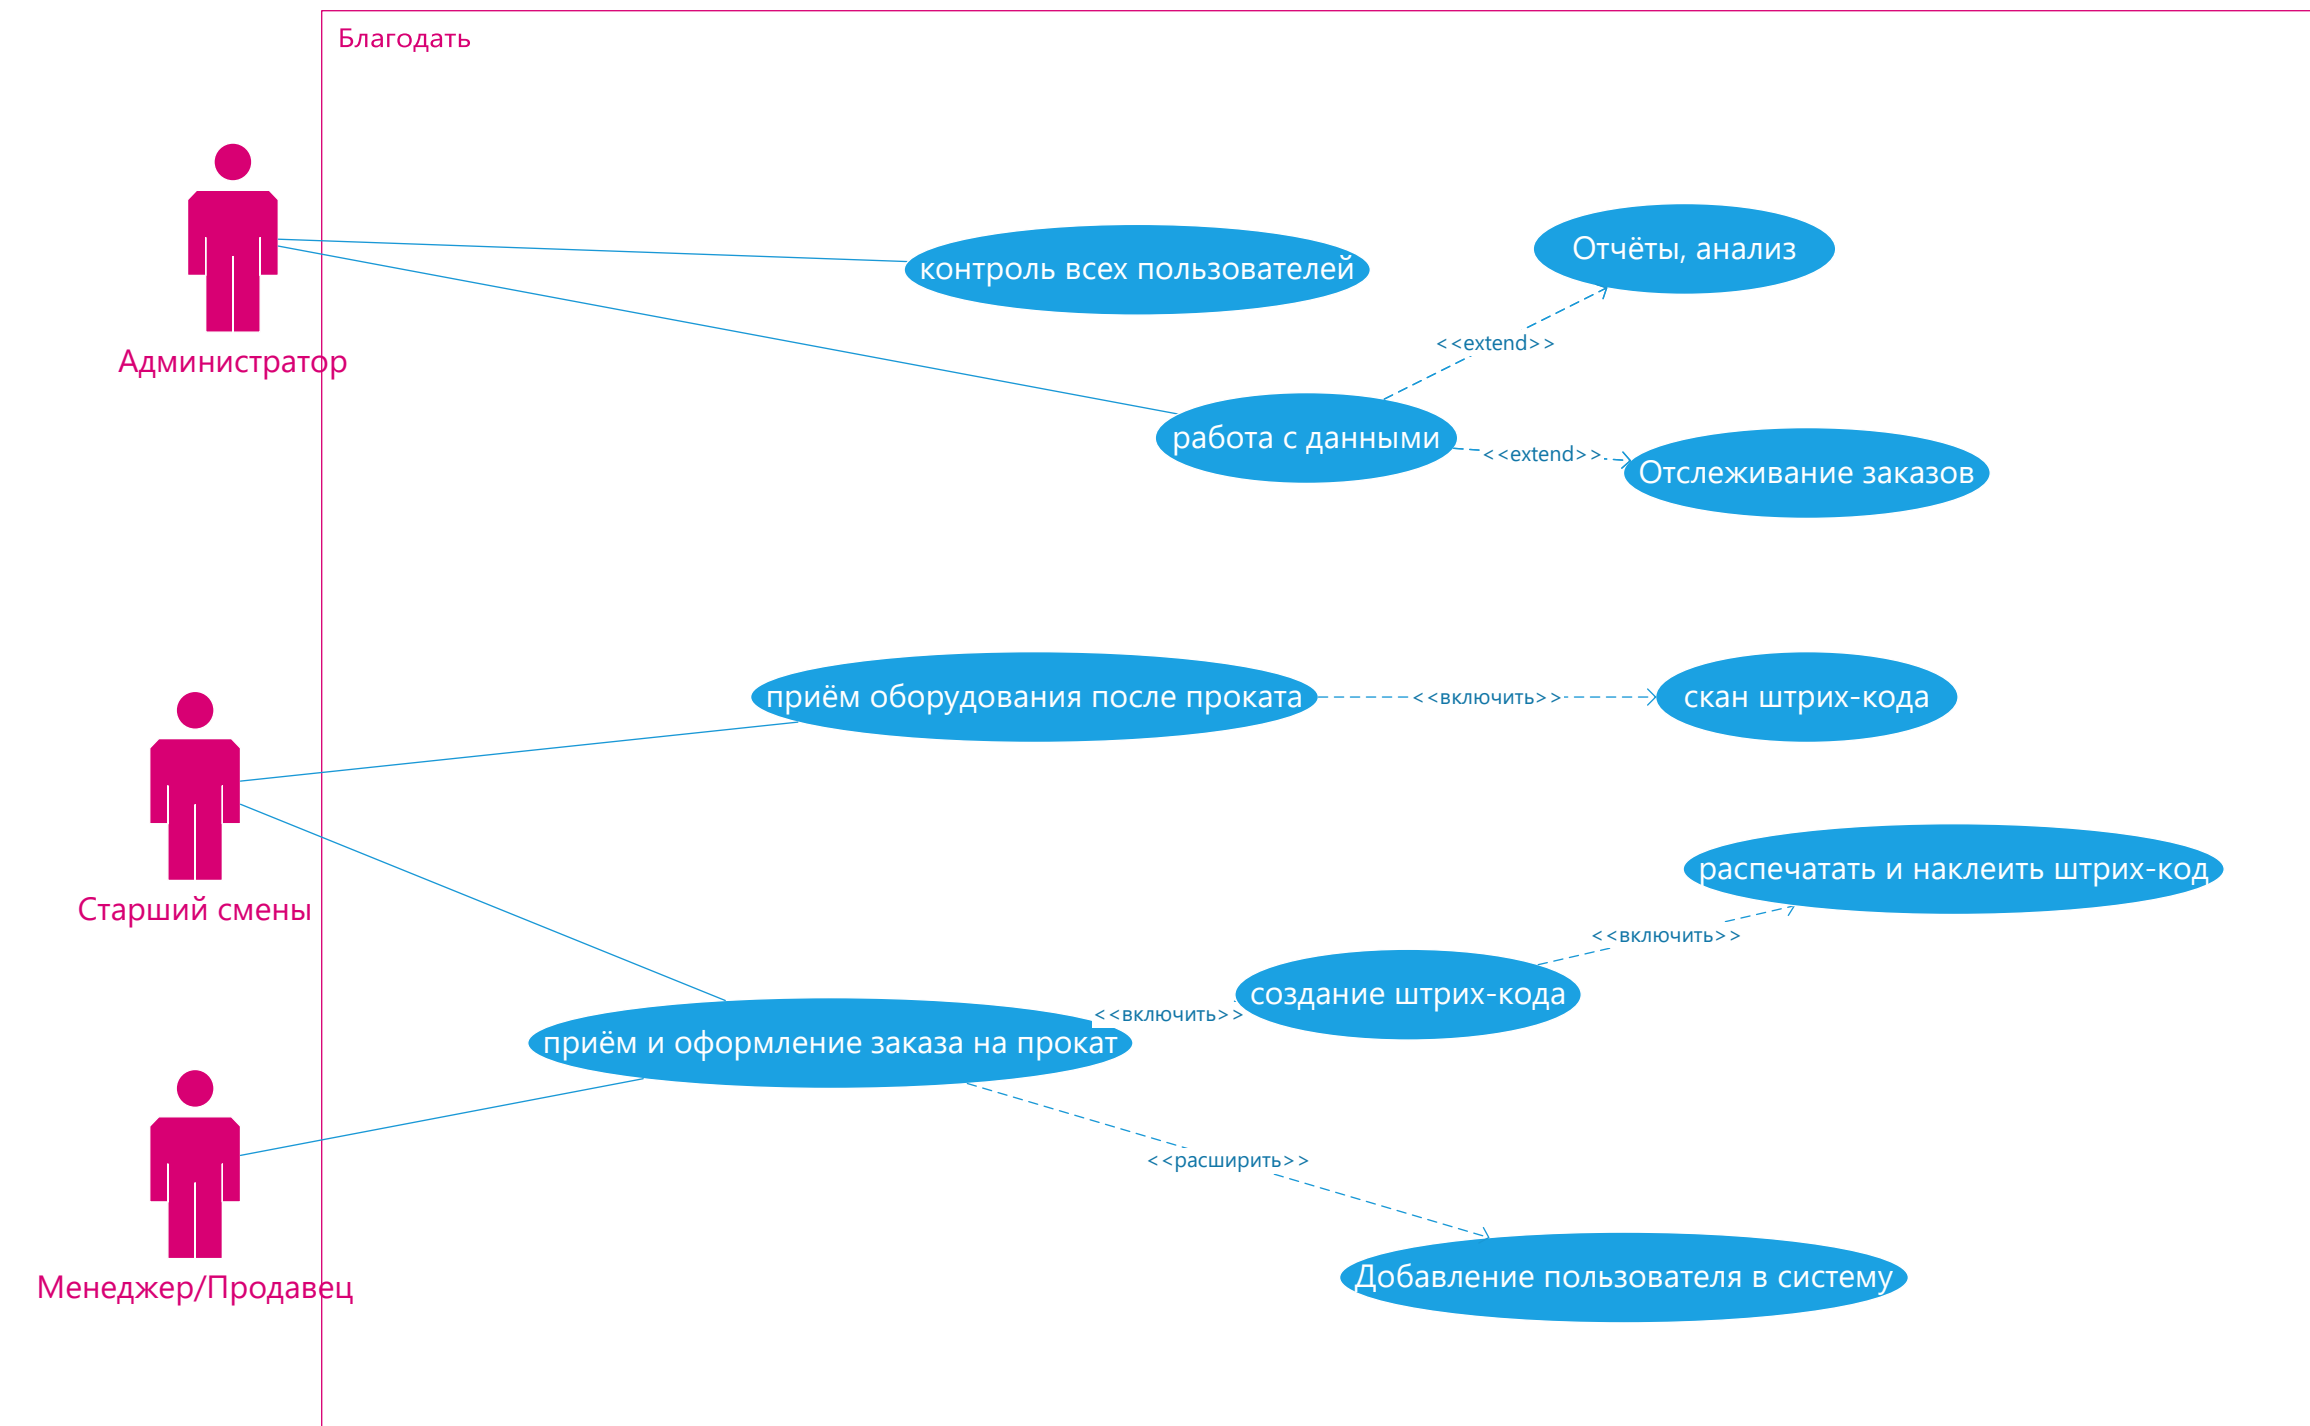 Благодать
контроль всех пользователей
Отчёты, анализ
<<extend>>
Администратор
работа с данными
<<extend>>
Отслеживание заказов
приём оборудования после проката
<<включить>>
скан штрих-кода
распечатать и наклеить штрих-код
Старший смены
<<включить>>
создание штрих-кода
<<включить>>
приём и оформление заказа на прокат
<<расширить>>
Менеджер/Продавец
Добавление пользователя в систему